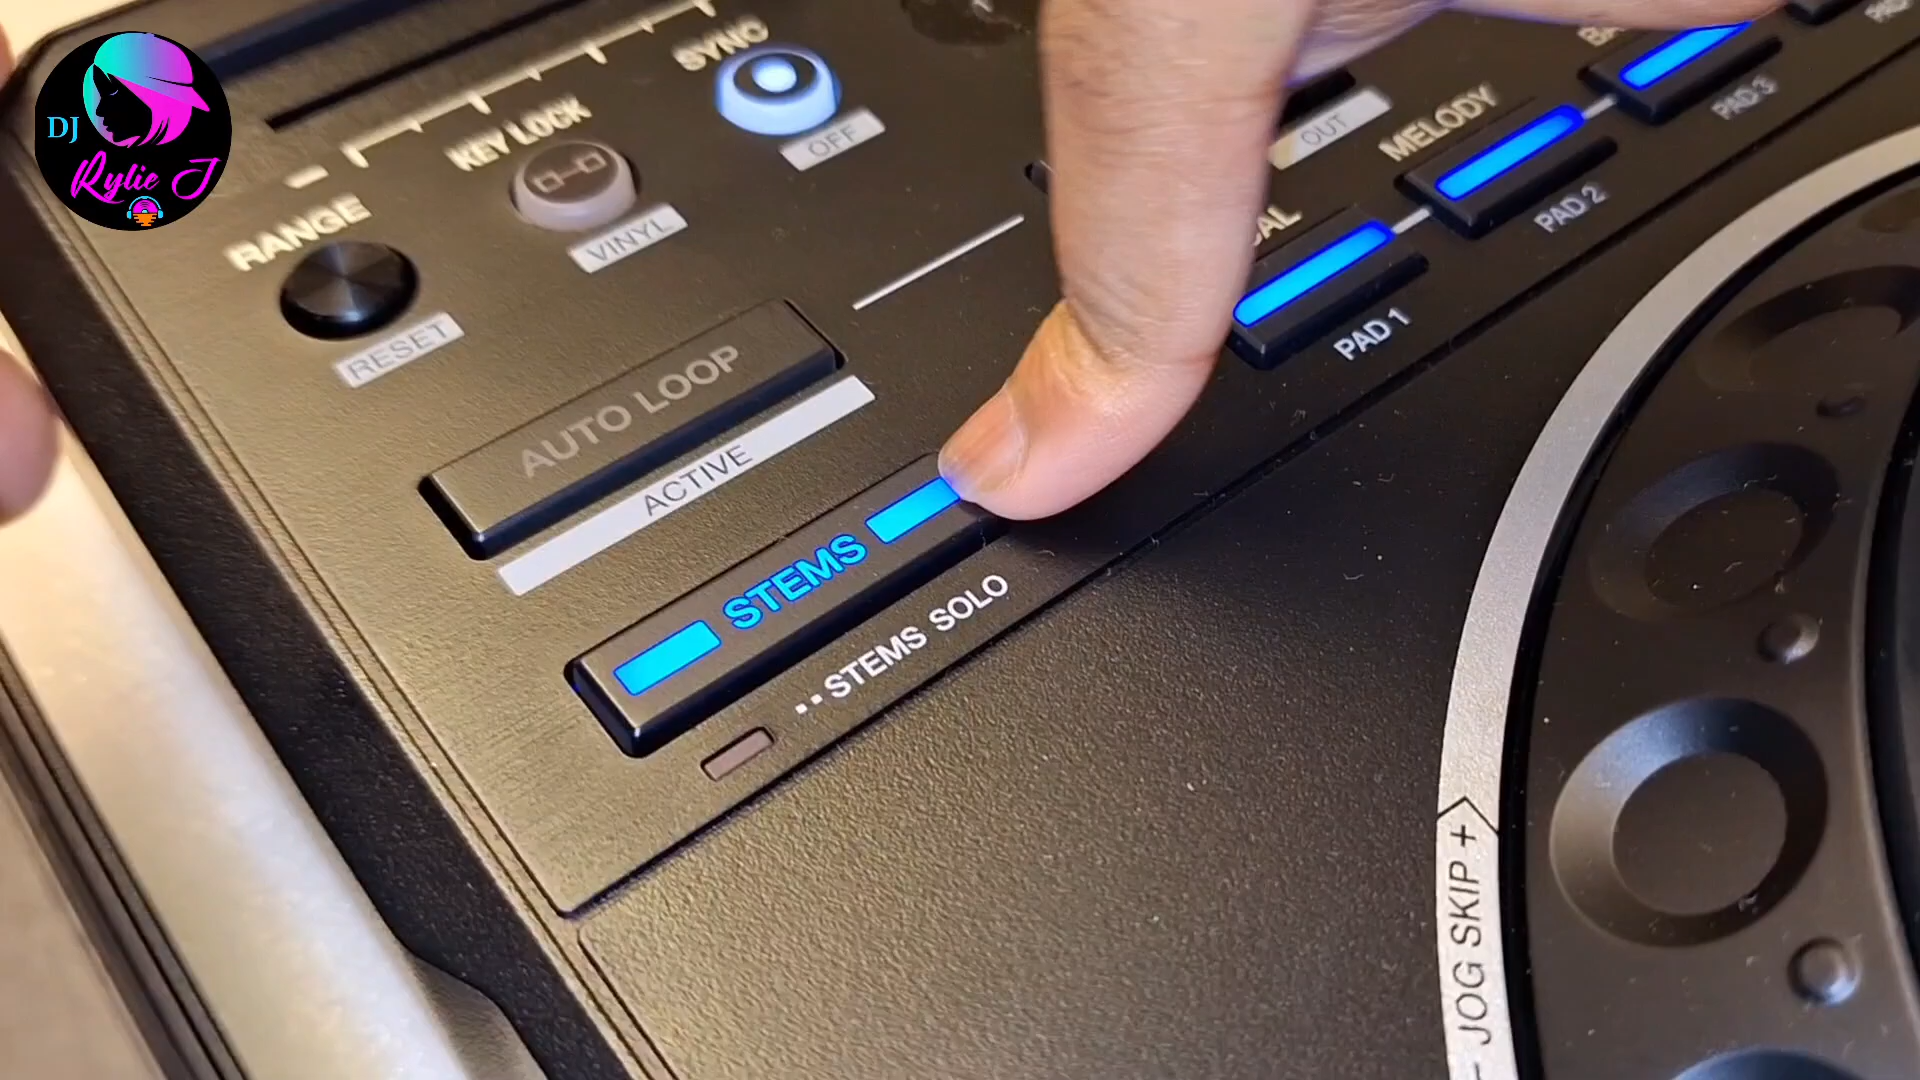 DJ
Rylie J
SYNC
OFF
KEY LOCK
VINYL
RANGE
RESET
OUT
MELODY
PAD 3
PAD 2
PAD 1
AUTO LOOP
ACTIVE
STEMS
STEMS SOLO
- JOG SKIP +